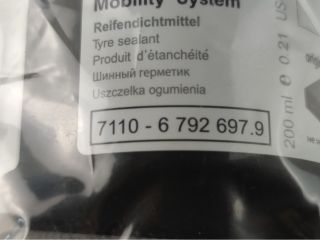 Mobility System
Reifendichtmittel
Tyre sealant
Produit d'étanchéité
Шинный герметик
Uszczelka ogumienia
7110 - 6 792 697.9
200 ml e 0.21 US